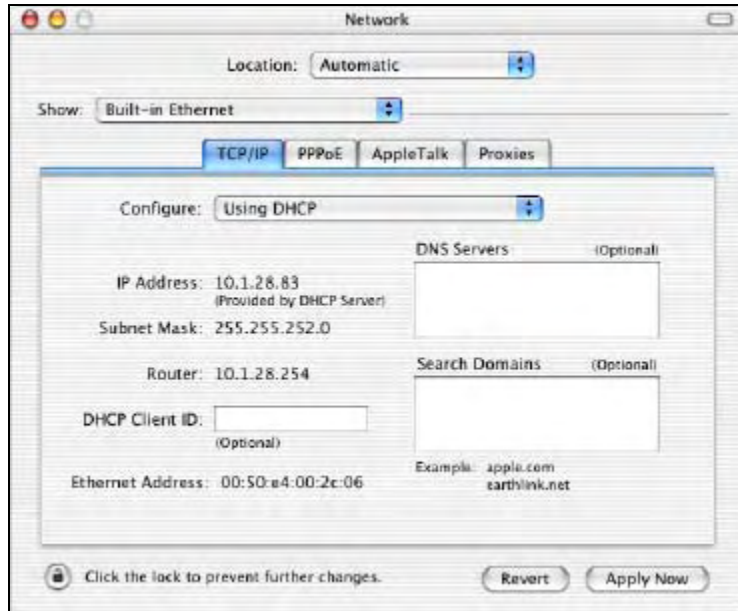 Network
Location: Automatic
Show: Built-in Ethernet
TCP/IP PPPoE AppleTalk Proxies
Configure: Using DHCP
DNS Servers (Optional)
IP Address: 10.1.28.83
(Provided by DHCP Server)
Subnet Mask: 255.255.252.0
Router: 10.1.28.254
Search Domains (Optional)
DHCP Client ID:
(Optional)
Example: apple.com
earthlink.net
Ethernet Address: 00:50:e4:00:2c:06
Click the lock to prevent further changes.
Revert Apply Now